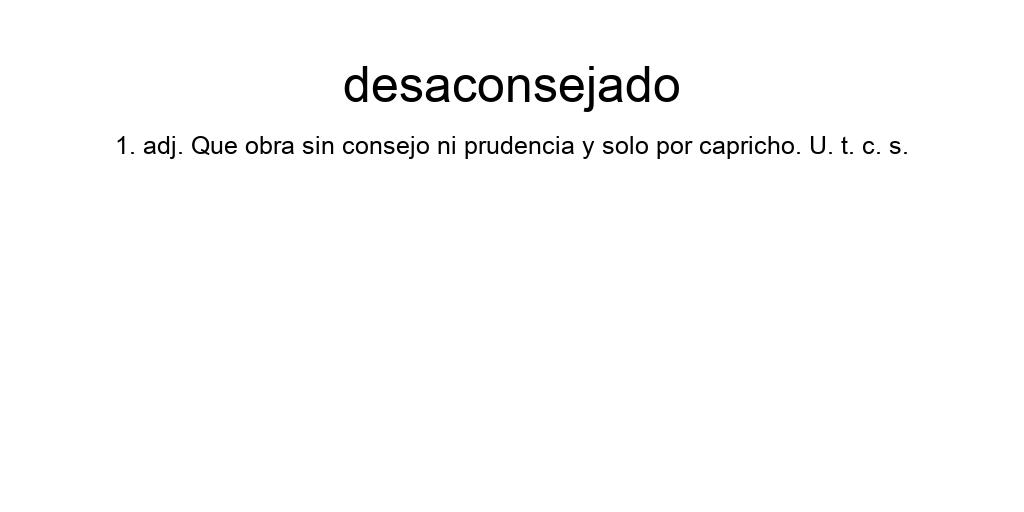 desaconsejado
1. adj. Que obra sin consejo ni prudencia y solo por capricho. U. t. c. s.